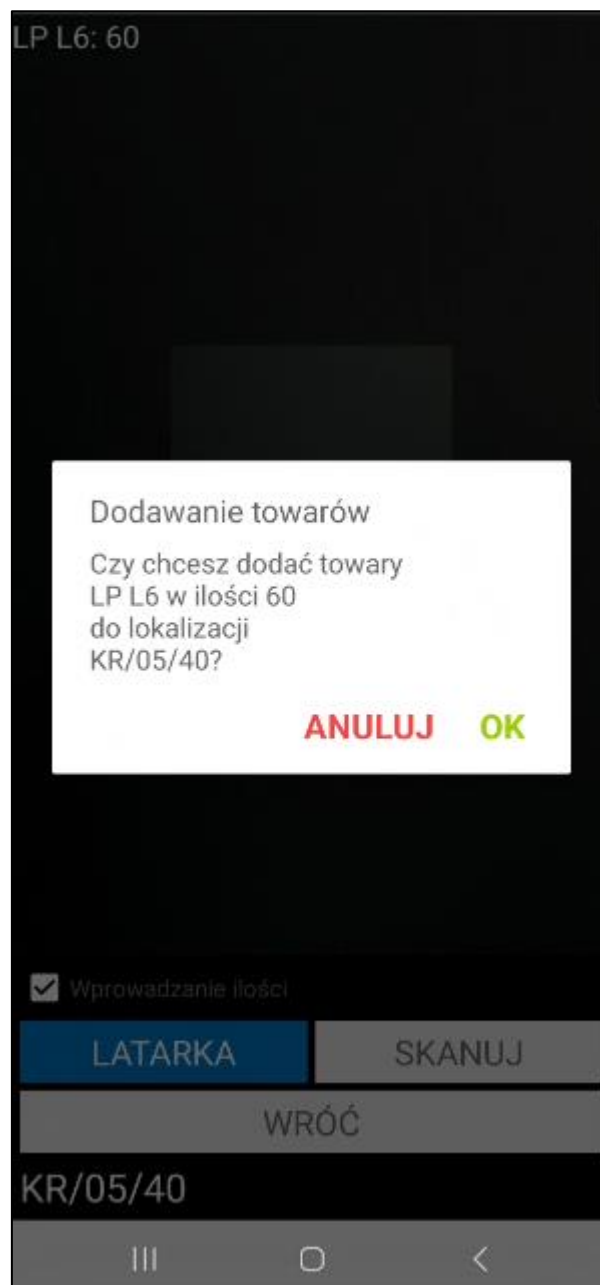 LP L6: 60
Dodawanie towarów
Czy chcesz dodać towary
LP L6 w ilości 60
do lokalizacji
KR/05/40?
ANULUJ OK
Wprowadzanie ilości
LATARKA SKANUJ
WRÓĆ
KR/05/40